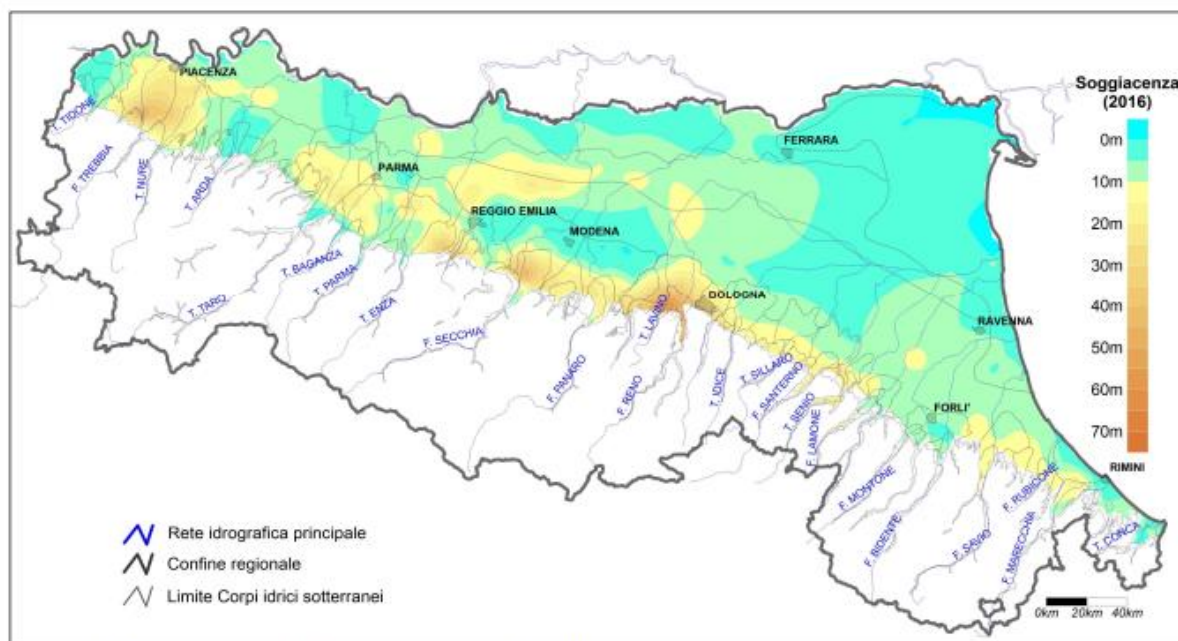 PIACENZA
T. TIDONE
F. TREBBIA
T. NURE
T. ARDA
PARMA
REGGIO EMILIA
MODENA
FERRARA
DOLOGNA
RAVENNA
FORLI'
RIMINI
T. BAGANZA
T. PARMA
T. TARO
T. ENZA
F. SECCHIA
F. PANARO
F. RENO
T. LAVINO
T. IDICE
T. SILLARO
F. SANTERNO
T. SENIO
F. LAMONE
F. MONTONE
F. BIDENTE
F. SAVIO
F. RUBICONE
F. MARECCHIA
T. CONCA
Soggiacenza
(2016)
0m
10m
20m
30m
40m
50m
60m
70m
Rete idrografica principale
Confine regionale
Limite Corpi idrici sotterranei
0km 20km 40km